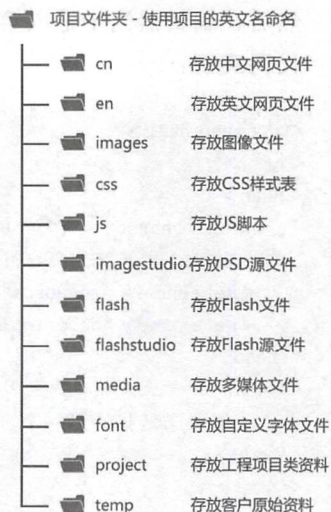 项目文件夹 - 使用项目的英文名命名
cn 存放中文网页文件
en 存放英文网页文件
images 存放图像文件
css 存放CSS样式表
js 存放JS脚本
imagestudio 存放PSD源文件
flash 存放Flash文件
flashstudio 存放Flash源文件
media 存放多媒体文件
font 存放自定义字体文件
project 存放工程项目类资料
temp 存放客户原始资料